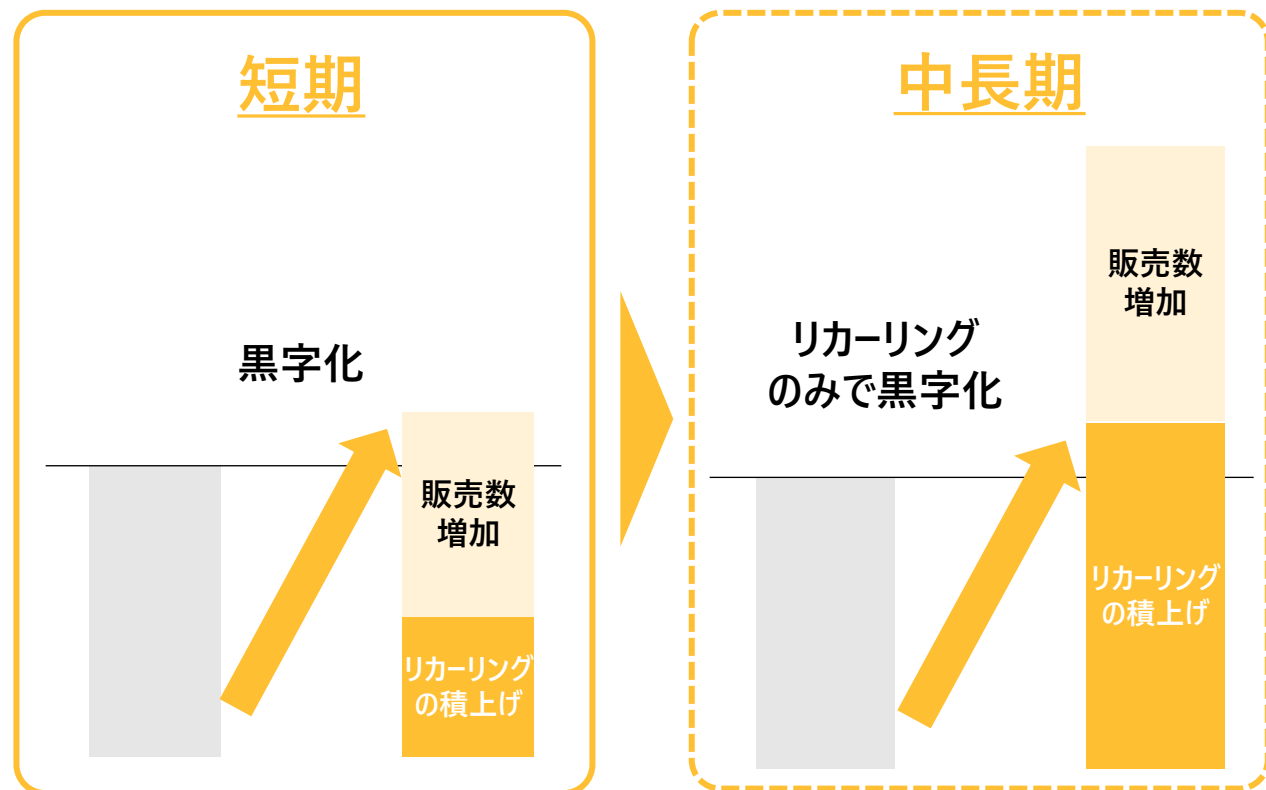 短期
黒字化
販売数
増加
リカーリング
の積上げ
中長期
リカーリング
のみで黒字化
販売数
増加
リカーリング
の積上げ